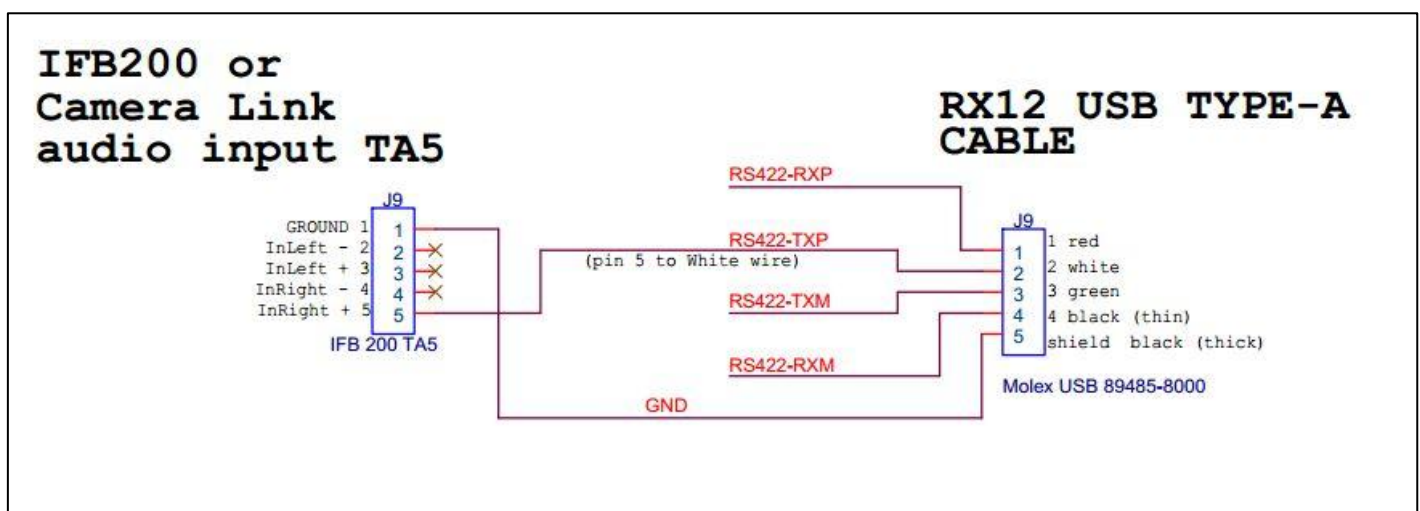 IFB200 or
Camera Link
audio input TA5
RX12 USB TYPE-A
CABLE
J9
GROUND 1
InLeft - 2
InLeft + 3
InRight - 4
InRight + 5
1
2
3
4
5
IFB 200 TA5
RS422-RXP
RS422-TXP
(pin 5 to White wire)
RS422-TXM
RS422-RXM
GND
J9
1
2
3
4
5
1 red
2 white
3 green
4 black (thin)
shield black (thick)
Molex USB 89485-8000